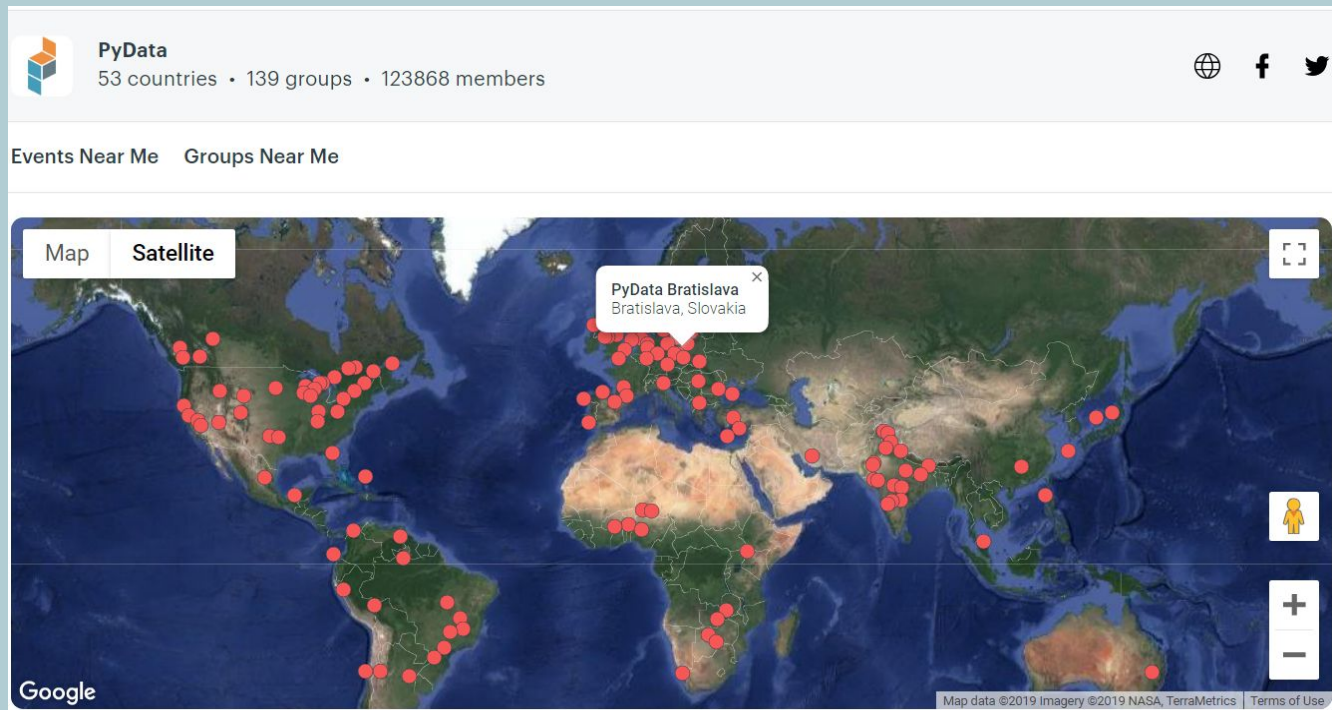 PyData
53 countries • 139 groups • 123868 members
Events Near Me Groups Near Me
Map Satellite
PyData Bratislava
Bratislava, Slovakia
Google
Map data ©2019 Imagery ©2019 NASA, TerraMetrics Terms of Use